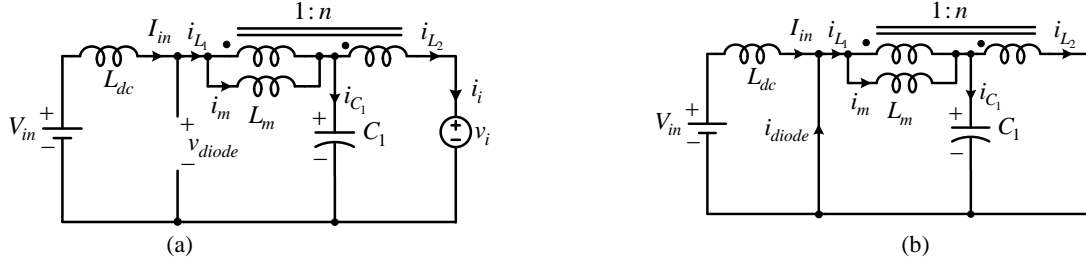 1:n
I_in i_L1 i_L2
L_dc
i_m L_m i_C1 i_i
V_in + − + v_diode − + − C_1 + − v_i
(a)
1:n
I_in i_L1 i_L2
L_dc
i_m L_m i_C1
V_in + − i_diode + − C_1
(b)